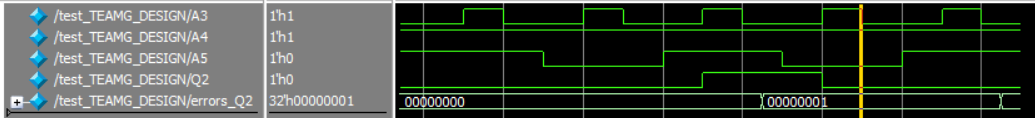 /test_TEAMG_DESIGN/A3 1'h1
/test_TEAMG_DESIGN/A4 1'h1
/test_TEAMG_DESIGN/A5 1'h0
/test_TEAMG_DESIGN/Q2 1'h0
/test_TEAMG_DESIGN/errors_Q2 32'h00000001 00000000 00000001